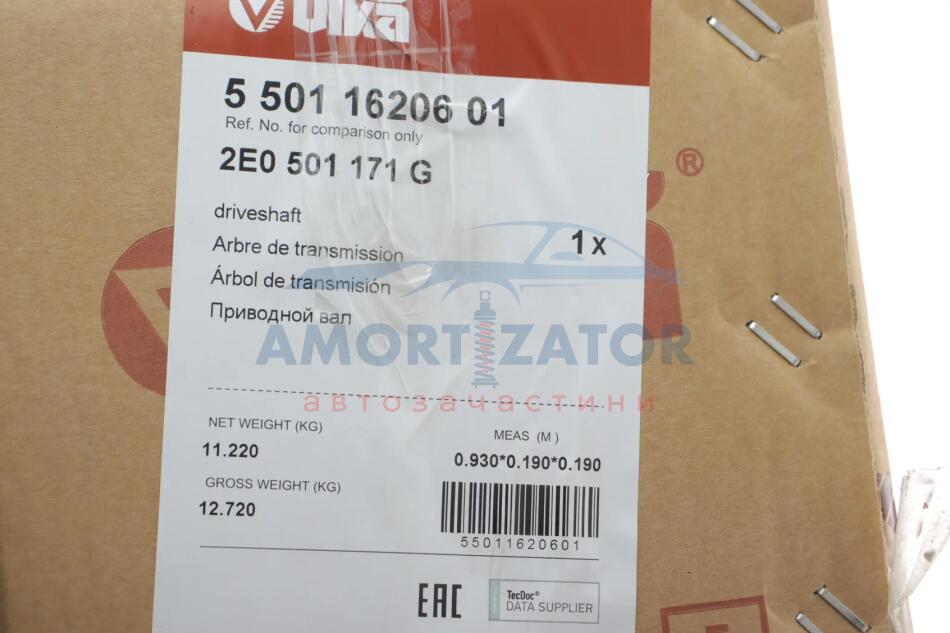 vika
5 501 16206 01
Ref. No. for comparison only
2E0 501 171 G
®
driveshaft
Arbre de transmission
1 x
Árbol de transmisión
Приводной вал
AMORTIZATOR
автозачастини
NET WEIGHT (KG)
MEAS (M)
11.220
0.930*0.190*0.190
GROSS WEIGHT (KG)
12.720
55011620601
EAC
TecDoc®
DATA SUPPLIER